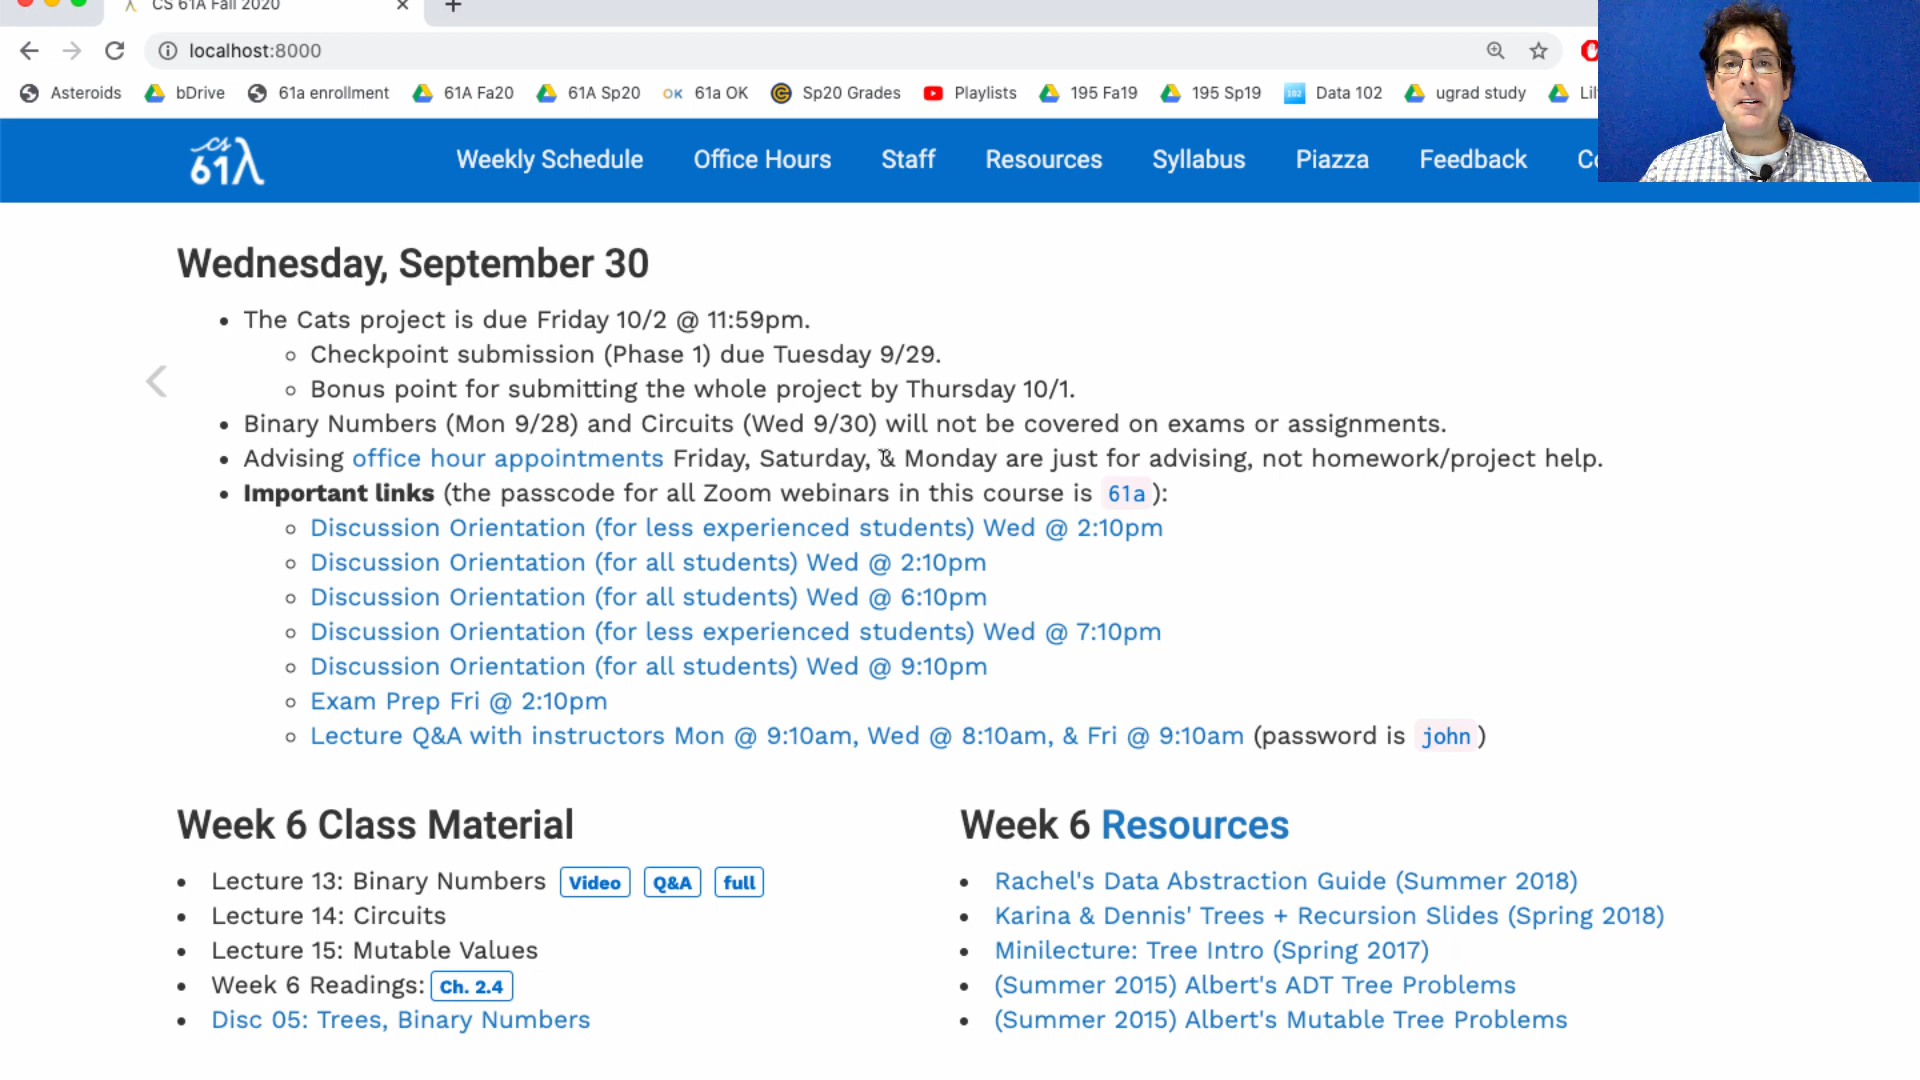 CS 61A Fall 2020
localhost:8000
Asteroids bDrive 61a enrollment 61A Fa20 61A Sp20 OK 61a OK Sp20 Grades Playlists 195 Fa19 195 Sp19 102 Data 102 ugrad study
CS 61λ Weekly Schedule Office Hours Staff Resources Syllabus Piazza Feedback
Wednesday, September 30
• The Cats project is due Friday 10/2 @ 11:59pm.
◦ Checkpoint submission (Phase 1) due Tuesday 9/29.
◦ Bonus point for submitting the whole project by Thursday 10/1.
• Binary Numbers (Mon 9/28) and Circuits (Wed 9/30) will not be covered on exams or assignments.
• Advising office hour appointments Friday, Saturday, & Monday are just for advising, not homework/project help.
• Important links (the passcode for all Zoom webinars in this course is 61a):
◦ Discussion Orientation (for less experienced students) Wed @ 2:10pm
◦ Discussion Orientation (for all students) Wed @ 2:10pm
◦ Discussion Orientation (for all students) Wed @ 6:10pm
◦ Discussion Orientation (for less experienced students) Wed @ 7:10pm
◦ Discussion Orientation (for all students) Wed @ 9:10pm
◦ Exam Prep Fri @ 2:10pm
◦ Lecture Q&A with instructors Mon @ 9:10am, Wed @ 8:10am, & Fri @ 9:10am (password is john)
Week 6 Class Material
• Lecture 13: Binary Numbers Video Q&A full
• Lecture 14: Circuits
• Lecture 15: Mutable Values
• Week 6 Readings: Ch. 2.4
• Disc 05: Trees, Binary Numbers
Week 6 Resources
• Rachel's Data Abstraction Guide (Summer 2018)
• Karina & Dennis' Trees + Recursion Slides (Spring 2018)
• Minilecture: Tree Intro (Spring 2017)
• (Summer 2015) Albert's ADT Tree Problems
• (Summer 2015) Albert's Mutable Tree Problems